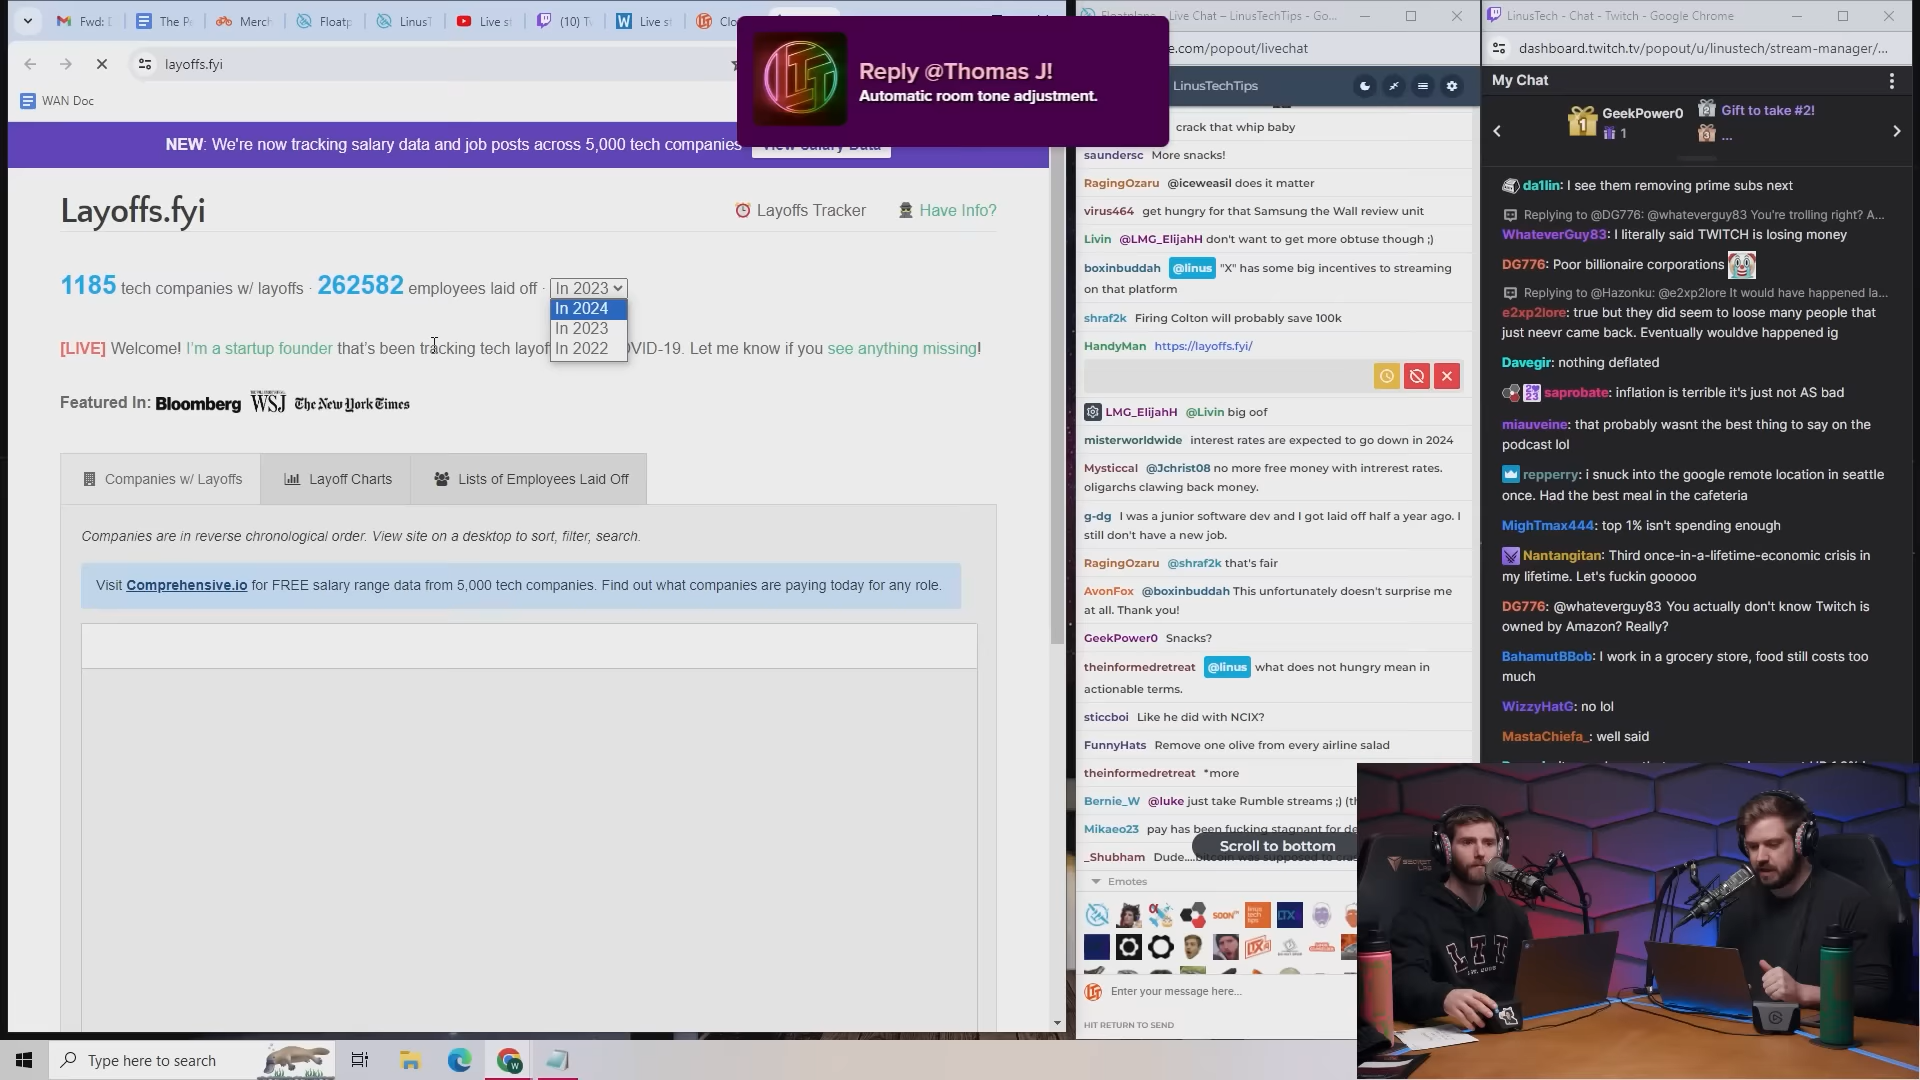 Fwd:
The P
Merch
Floatp
LinusT
Live s
(10) T
Live s
Clo
layoffs.fyi
WAN Doc
NEW: We're now tracking salary data and job posts across 5,000 tech companies
View Salary Data
Reply @Thomas J!
Automatic room tone adjustment.
Layoffs.fyi
Layoffs Tracker
Have Info?
1185 tech companies w/ layoffs · 262582 employees laid off · In 2023
In 2024
In 2023
In 2022
[LIVE] Welcome! I'm a startup founder that's been tracking tech layof
OVID-19. Let me know if you see anything missing!
Featured In: Bloomberg WSJ The New York Times
Companies w/ Layoffs
Layoff Charts
Lists of Employees Laid Off
Companies are in reverse chronological order. View site on a desktop to sort, filter, search.
Visit Comprehensive.io for FREE salary range data from 5,000 tech companies. Find out what companies are paying today for any role.
Type here to search
Floatplane - Live Chat – LinusTechTips - Go...
e.com/popout/livechat
LinusTechTips
crack that whip baby
saundersc More snacks!
RagingOzaru @iceweasil does it matter
virus464 get hungry for that Samsung the Wall review unit
Livin @LMG_ElijahH don't want to get more obtuse though ;)
boxinbuddah @linus "X" has some big incentives to streaming
on that platform
shraf2k Firing Colton will probably save 100k
HandyMan https://layoffs.fyi/
LMG_ElijahH @Livin big oof
misterworldwide interest rates are expected to go down in 2024
Mysticcal @Jchrist08 no more free money with intrerest rates.
oligarchs clawing back money.
g-dg I was a junior software dev and I got laid off half a year ago. I
still don't have a new job.
RagingOzaru @shraf2k that's fair
AvonFox @boxinbuddah This unfortunately doesn't surprise me
at all. Thank you!
GeekPower0 Snacks?
theinformedretreat @linus what does not hungry mean in
actionable terms.
sticcboi Like he did with NCIX?
FunnyHats Remove one olive from every airline salad
theinformedretreat *more
Bernie_W @luke just take Rumble streams ;) (th
Mikaeo23 pay has been fucking stagnant for de
_Shubham Dude....bitcoin was supposed to cras
Scroll to bottom
Emotes
Enter your message here...
HIT RETURN TO SEND
LinusTech - Chat - Twitch - Google Chrome
dashboard.twitch.tv/popout/u/linustech/stream-manager/...
My Chat
GeekPower0
1
Gift to take #2!
...
da1lin: I see them removing prime subs next
Replying to @DG776: @whateverguy83 You're trolling right? A...
WhateverGuy83: I literally said TWITCH is losing money
DG776: Poor billionaire corporations
Replying to @Hazonku: @e2xp2lore It would have happened la...
e2xp2lore: true but they did seem to loose many people that
just neevr came back. Eventually wouldve happened ig
Davegir: nothing deflated
saprobate: inflation is terrible it's just not AS bad
miauveine: that probably wasnt the best thing to say on the
podcast lol
repperry: i snuck into the google remote location in seattle
once. Had the best meal in the cafeteria
MighTmax444: top 1% isn't spending enough
Nantangitan: Third once-in-a-lifetime-economic crisis in
my lifetime. Let's fuckin gooooo
DG776: @whateverguy83 You actually don't know Twitch is
owned by Amazon? Really?
BahamutBBob: I work in a grocery store, food still costs too
much
WizzyHatG: no lol
MastaChiefa_: well said
LTT